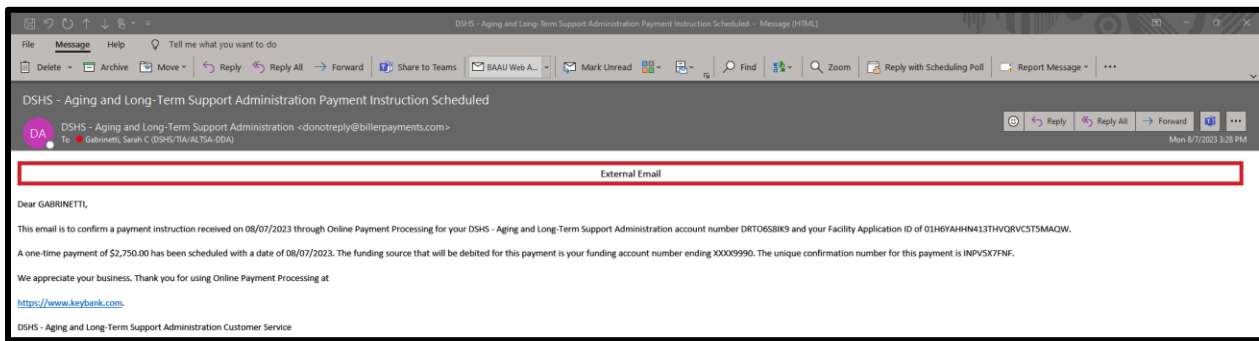 DSHS - Aging and Long-Term Support Administration Payment Instruction Scheduled - Message (HTML)
File Message Help Tell me what you want to do
Delete Archive Move Reply Reply All Forward Share to Teams BAAU Web A... Mark Unread Find Zoom Reply with Scheduling Poll Report Message ...
DSHS - Aging and Long-Term Support Administration Payment Instruction Scheduled
DA DSHS - Aging and Long-Term Support Administration <donotreply@billerpayments.com> Reply Reply All Forward ...
To Gabrinetti, Sarah C (DSHS/TIA/ALTSA-DDA) Mon 8/7/2023 3:28 PM
External Email
Dear GABRINETTI,
This email is to confirm a payment instruction received on 08/07/2023 through Online Payment Processing for your DSHS - Aging and Long-Term Support Administration account number DRTO6S8IK9 and your Facility Application ID of 01H6YAHHN413THVQRVC5T5MAQW.
A one-time payment of $2,750.00 has been scheduled with a date of 08/07/2023. The funding source that will be debited for this payment is your funding account number ending XXXX9990. The unique confirmation number for this payment is INPV5X7FNF.
We appreciate your business. Thank you for using Online Payment Processing at
https://www.keybank.com.
DSHS - Aging and Long-Term Support Administration Customer Service